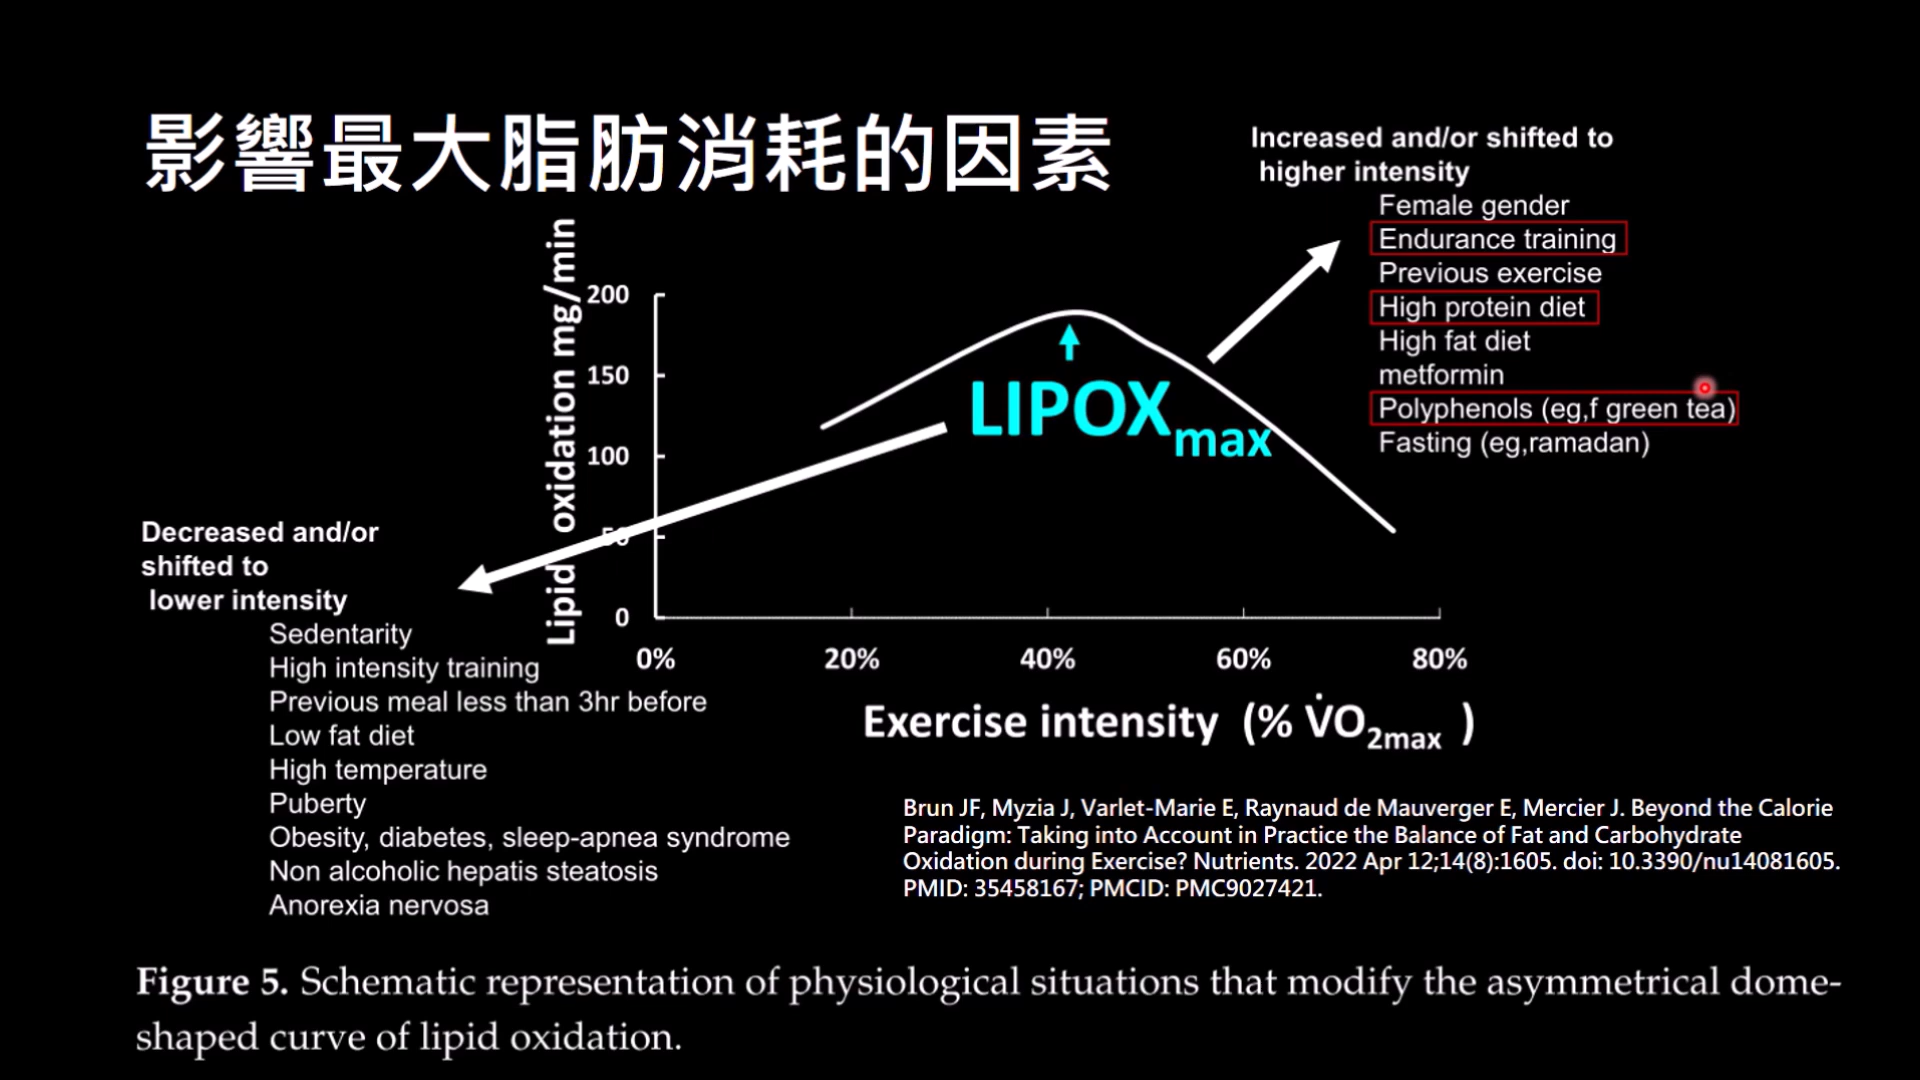 影響最大脂肪消耗的因素
Increased and/or shifted to
higher intensity
Female gender
Endurance training
Previous exercise
High protein diet
High fat diet
metformin
Polyphenols (eg,f green tea)
Fasting (eg,ramadan)
Lipid oxidation mg/min
200
150
100
50
0
LIPOXmax
0% 20% 40% 60% 80%
Exercise intensity (% V̇O2max )
Decreased and/or
shifted to
lower intensity
Sedentarity
High intensity training
Previous meal less than 3hr before
Low fat diet
High temperature
Puberty
Obesity, diabetes, sleep-apnea syndrome
Non alcoholic hepatis steatosis
Anorexia nervosa
Brun JF, Myzia J, Varlet-Marie E, Raynaud de Mauverger E, Mercier J. Beyond the Calorie
Paradigm: Taking into Account in Practice the Balance of Fat and Carbohydrate
Oxidation during Exercise? Nutrients. 2022 Apr 12;14(8):1605. doi: 10.3390/nu14081605.
PMID: 35458167; PMCID: PMC9027421.
Figure 5. Schematic representation of physiological situations that modify the asymmetrical dome-
shaped curve of lipid oxidation.